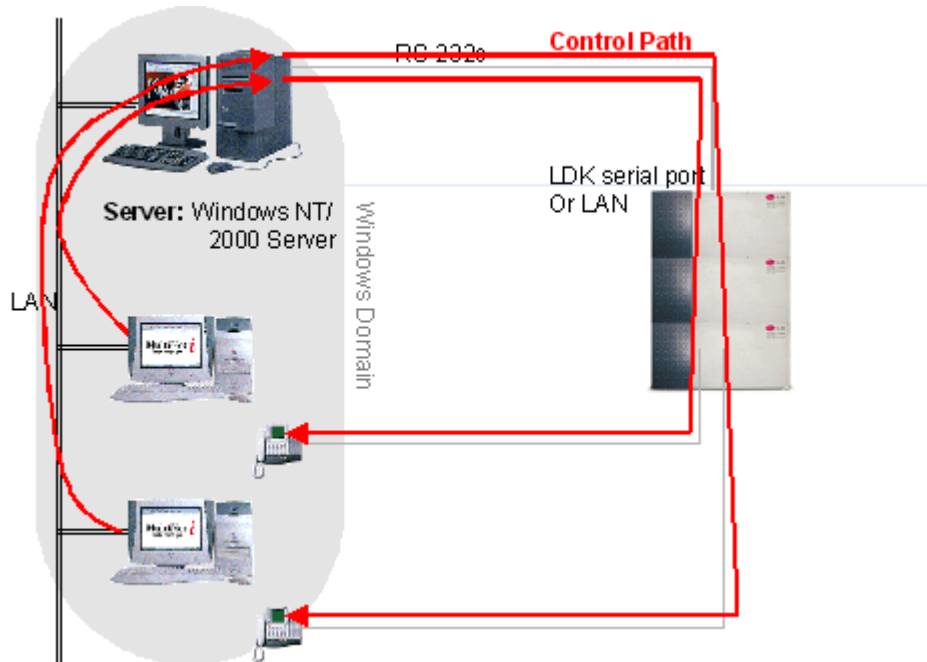 RS-232c
Control Path
LDK serial port
Or LAN
Server: Windows NT/
2000 Server
Windows Domain
LAN